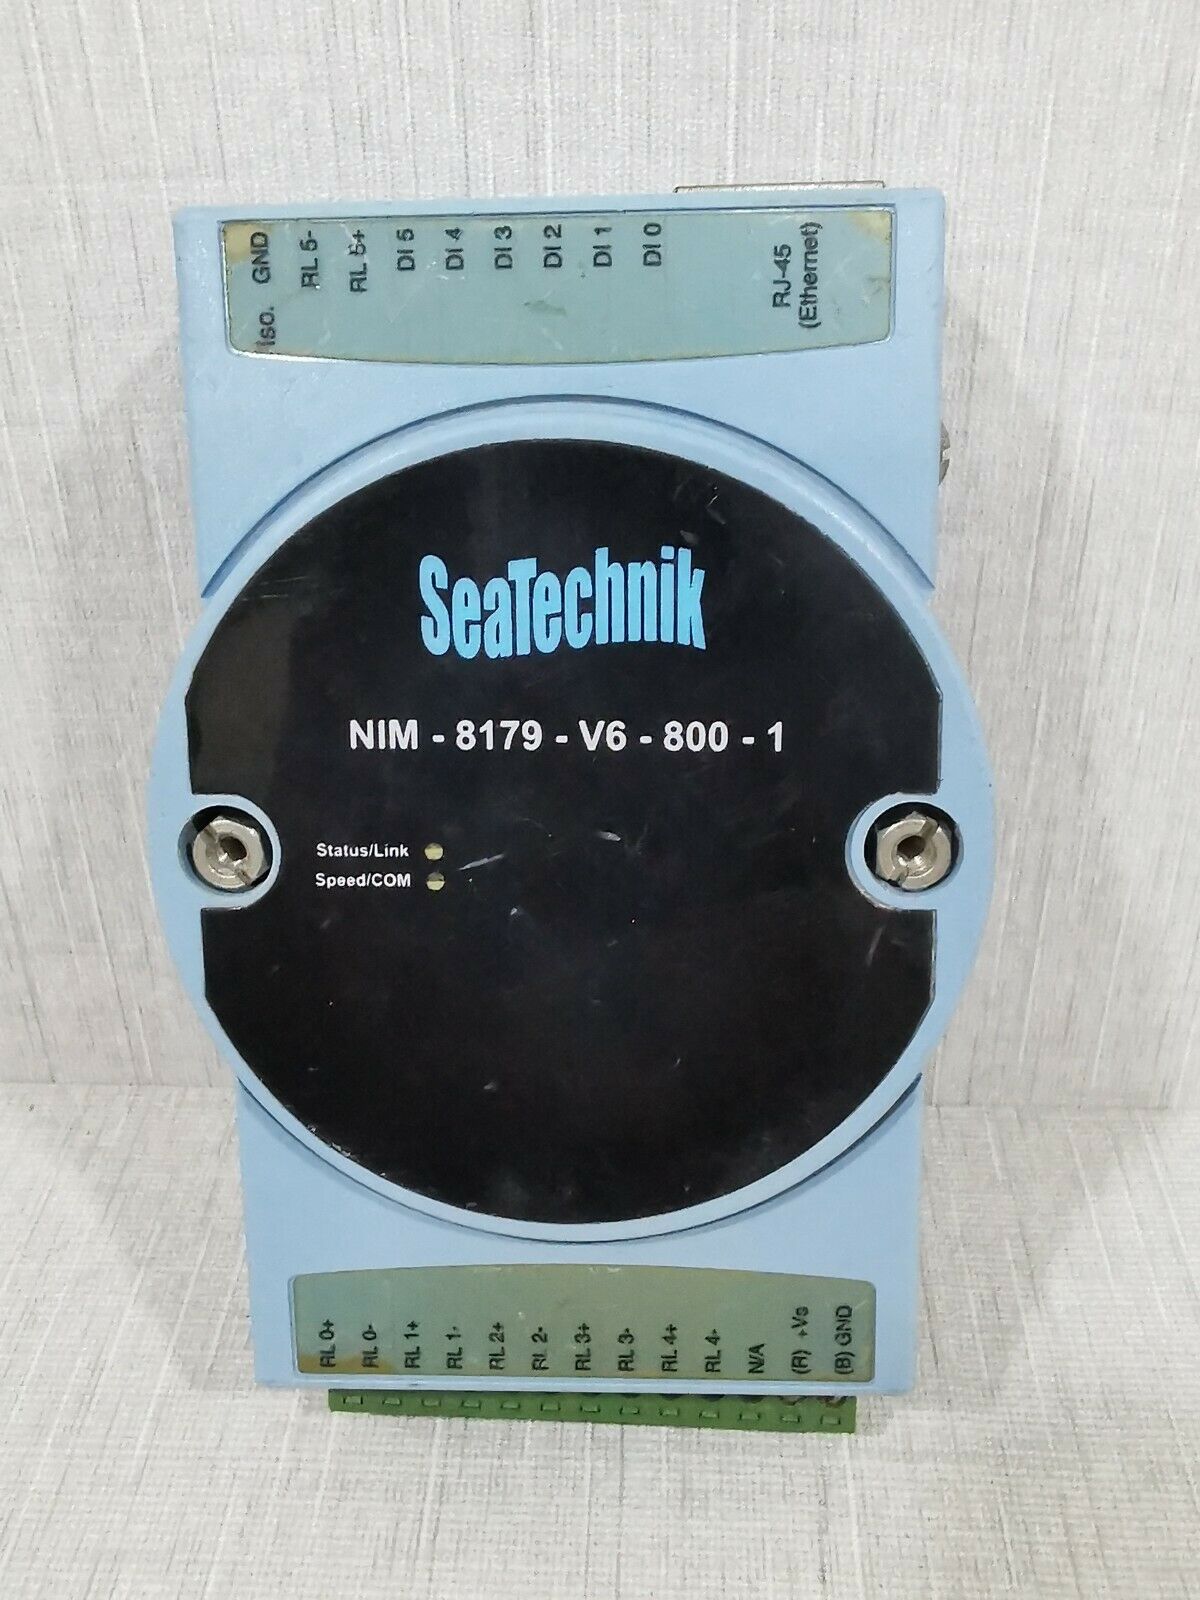 Iso. GND
RL 5-
RL 5+
DI 5
DI 4
DI 3
DI 2
DI 1
DI 0
RJ-45
(Ethernet)
SeaTechnik
NIM - 8179 - V6 - 800 - 1
Status/Link
Speed/COM
RL 0+
RL 0-
RL 1+
RL 1-
RL 2+
RL 2-
RL 3+
RL 3-
RL 4+
RL 4-
N/A
(R) +Vs
(B) GND